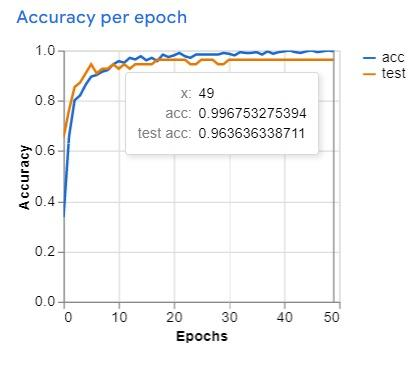 Accuracy per epoch
1.0
0.8
0.6
0.4
0.2
0.0
Accuracy
x: 49
acc: 0.996753275394
test acc: 0.963636338711
acc
test
0 10 20 30 40 50
Epochs